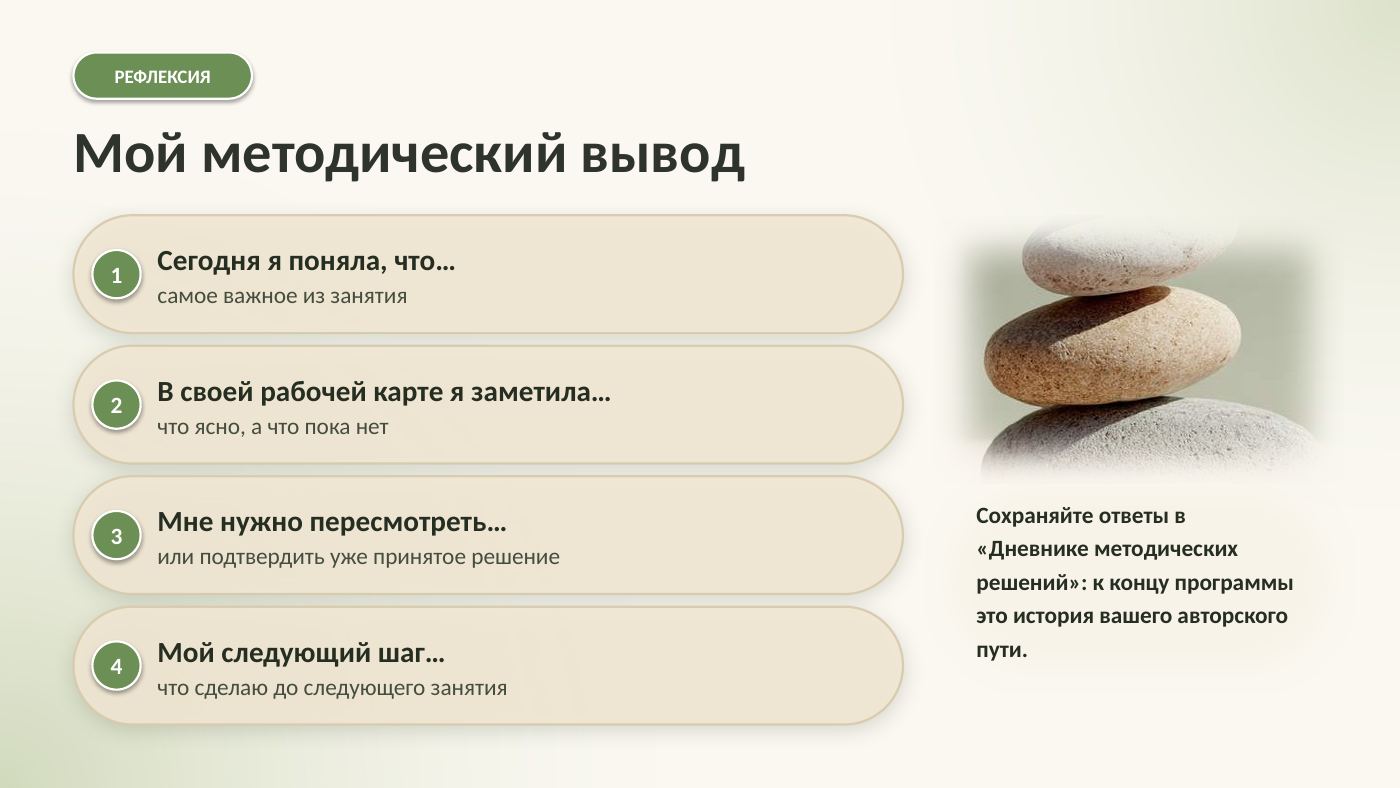 РЕФЛЕКСИЯ
Мой методический вывод
1
Сегодня я поняла, что…
самое важное из занятия
2
В своей рабочей карте я заметила…
что ясно, а что пока нет
3
Мне нужно пересмотреть…
или подтвердить уже принятое решение
4
Мой следующий шаг…
что сделаю до следующего занятия
Сохраняйте ответы в
«Дневнике методических
решений»: к концу программы
это история вашего авторского
пути.